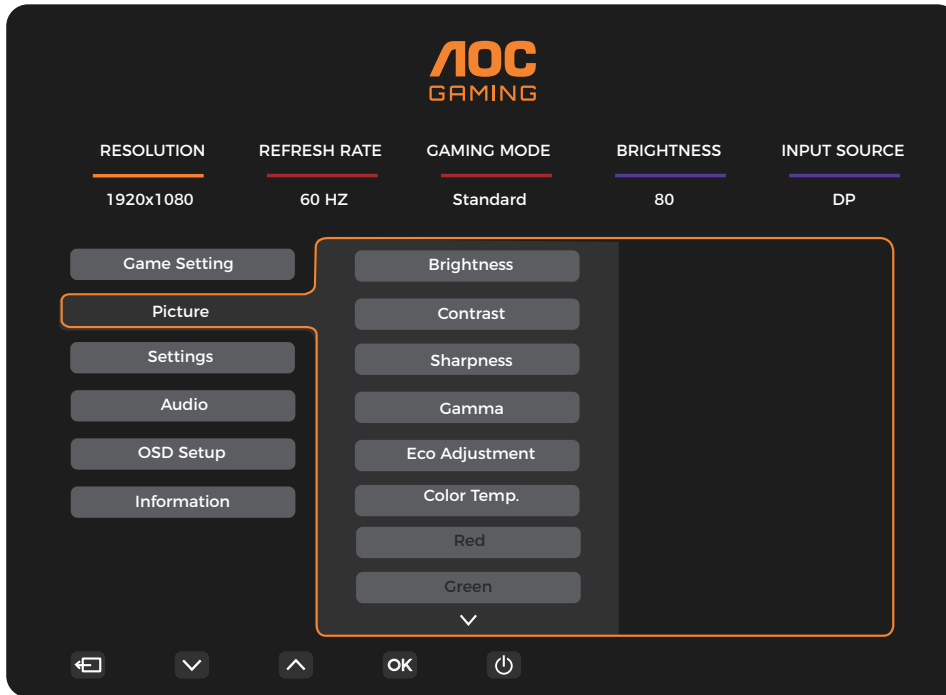 AOC
GAMING
RESOLUTION REFRESH RATE GAMING MODE BRIGHTNESS INPUT SOURCE
1920x1080 60 HZ Standard 80 DP
Game Setting
Picture
Settings
Audio
OSD Setup
Information
Brightness
Contrast
Sharpness
Gamma
Eco Adjustment
Color Temp.
Red
Green
OK